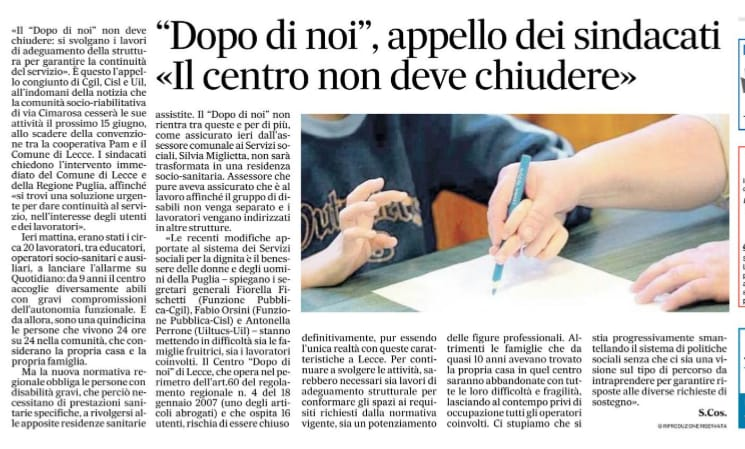 “Dopo di noi”, appello dei sindacati
«Il centro non deve chiudere»
«Il “Dopo di noi” non deve
chiudere: si svolgano i lavori
di adeguamento della struttu-
ra per garantire la continuità
del servizio». È questo l'appel-
lo congiunto di Cgil, Cisl e Uil,
all'indomani della notizia che
la comunità socio-riabilitativa
di via Cimarosa cesserà le sue
attività il prossimo 15 giugno,
allo scadere della convenzio-
ne tra la cooperativa Pam e il
Comune di Lecce. I sindacati
chiedono l'intervento imme-
diato del Comune di Lecce e
della Regione Puglia, affinché
«si trovi una soluzione urgen-
te per dare continuità al servi-
zio, nell'interesse degli utenti
e dei lavoratori».
Ieri mattina, erano stati i cir-
ca 20 lavoratori, tra educatori,
operatori socio-sanitari e ausi-
liari, a lanciare l'allarme su
Quotidiano: da 9 anni il centro
accoglie diversamente abili
con gravi compromissioni
dell'autonomia funzionale. E
da allora, sono una quindicina
le persone che vivono 24 ore
su 24 nella comunità, che con-
siderano la propria casa e la
propria famiglia.
Ma la nuova normativa re-
gionale obbliga le persone con
disabilità gravi, che perciò ne-
cessitano di prestazioni sani-
tarie specifiche, a rivolgersi al-
le apposite residenze sanitarie
assistite. Il “Dopo di noi” non
rientra tra queste e per di più,
come assicurato ieri dall'as-
sessore comunale ai Servizi so-
ciali, Silvia Miglietta, non sarà
trasformata in una residenza
socio-sanitaria. Assessore che
pure aveva assicurato che è al
lavoro affinché il gruppo di di-
sabili non venga separato e i
lavoratori vengano indirizzati
in altre strutture.
«Le recenti modifiche ap-
portate al sistema dei Servizi
sociali per la dignità e il benes-
sere delle donne e degli uomi-
ni della Puglia – spiegano i se-
gretari generali Fiorella Fi-
schetti (Funzione Pubbli-
ca-Cgil), Fabio Orsini (Funzio-
ne Pubblica-Cisl) e Antonella
Perrone (Uiltucs-Uil) – stanno
mettendo in difficoltà sia le fa-
miglie fruitrici, sia i lavoratori
coinvolti. Il Centro “Dopo di
noi” di Lecce, che opera nel pe-
rimetro dell'art.60 del regola-
mento regionale n. 4 del 18
gennaio 2007 (uno degli arti-
coli abrogati) e che ospita 16
utenti, rischia di essere chiuso
definitivamente, pur essendo
l'unica realtà con queste carat-
teristiche a Lecce. Per conti-
nuare a svolgere le attività, sa-
rebbero necessari sia lavori di
adeguamento strutturale per
conformare gli spazi ai requi-
siti richiesti dalla normativa
vigente, sia un potenziamento
delle figure professionali. Al-
trimenti le famiglie che da
quasi 10 anni avevano trovato
la propria casa in quel centro
saranno abbandonate con tut-
te le loro difficoltà e fragilità,
lasciando al contempo privi di
occupazione tutti gli operatori
coinvolti. Ci stupiamo che si
stia progressivamente sman-
tellando il sistema di politiche
sociali senza che ci sia una vi-
sione sul tipo di percorso da
intraprendere per garantire ri-
sposte alle diverse richieste di
sostegno».
S.Cos.
© RIPRODUZIONE RISERVATA